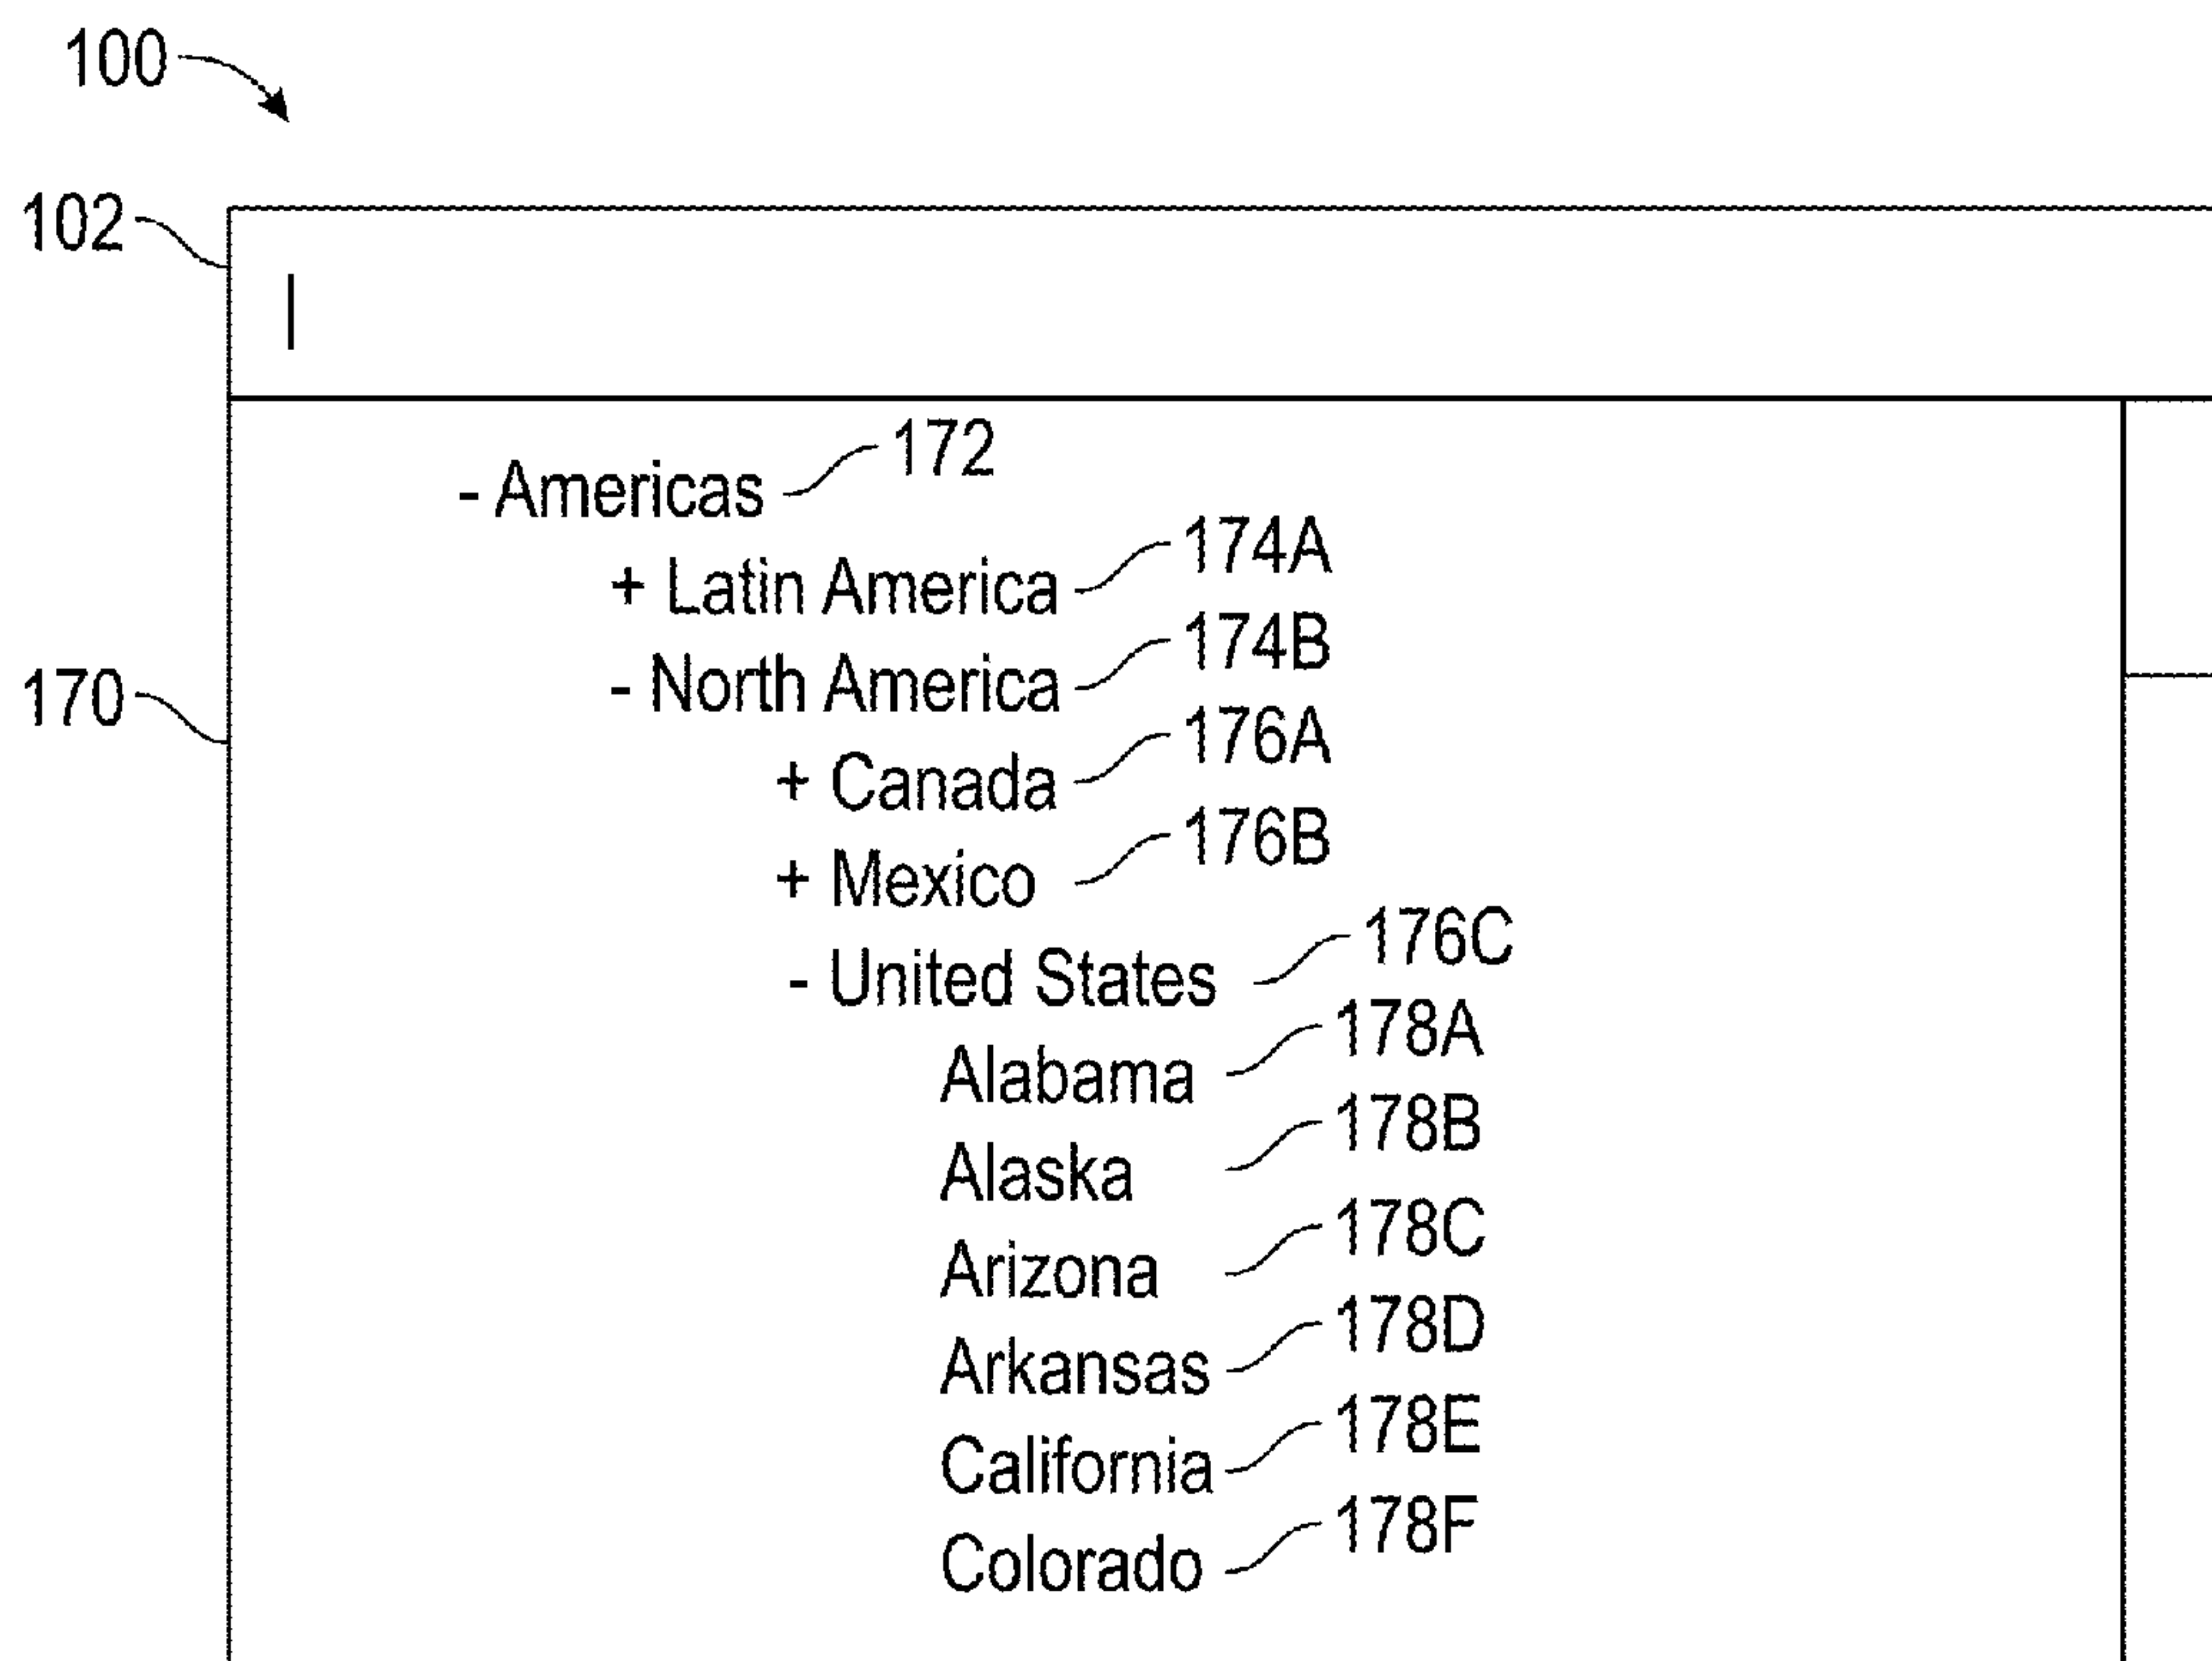 100
102
- Americas 172
+ Latin America 174A
- North America 174B
170
+ Canada 176A
+ Mexico 176B
- United States 176C
Alabama 178A
Alaska 178B
Arizona 178C
Arkansas 178D
California 178E
Colorado 178F